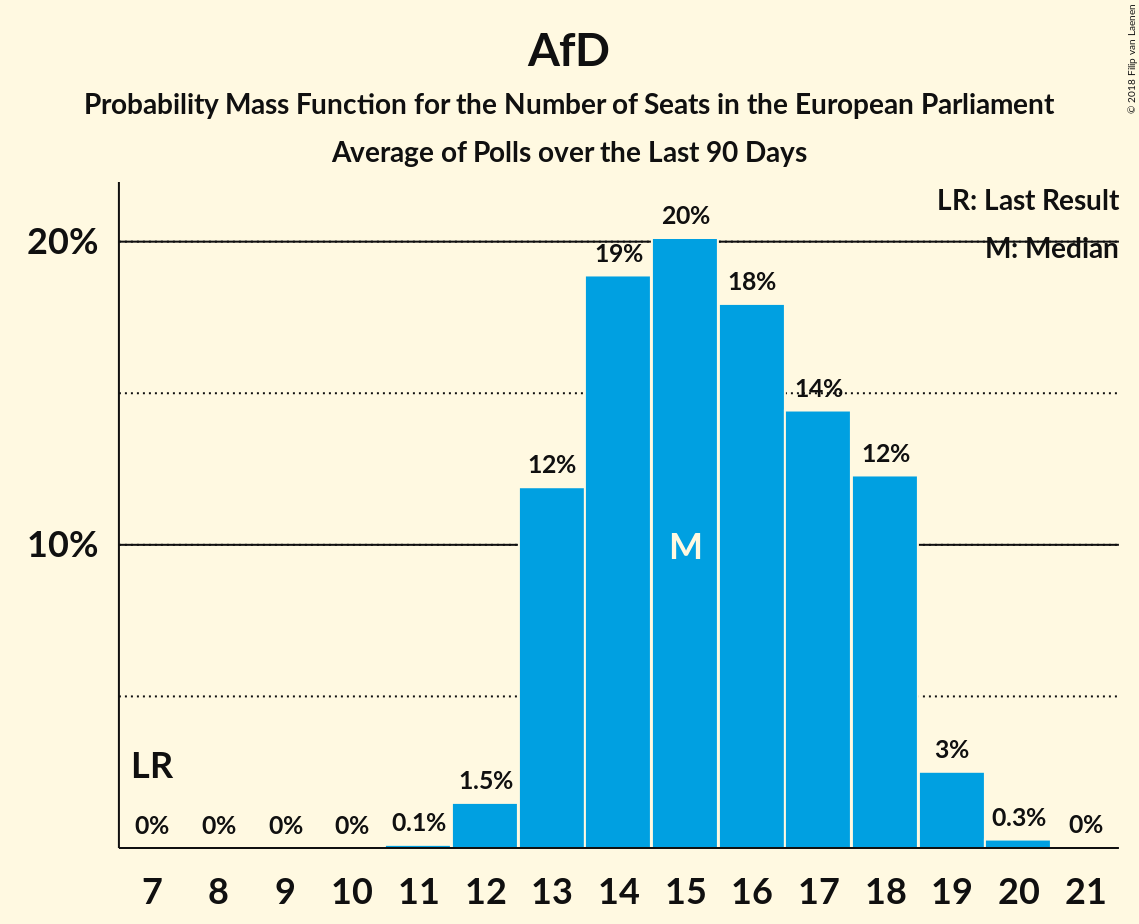 AfD
Probability Mass Function for the Number of Seats in the European Parliament
Average of Polls over the Last 90 Days
© 2018 Filip van Laenen
LR: Last Result
M: Median
20%
10%
LR
0%
0%
0%
0%
0.1%
1.5%
12%
19%
20%
18%
14%
12%
3%
0.3%
0%
M
7 8 9 10 11 12 13 14 15 16 17 18 19 20 21